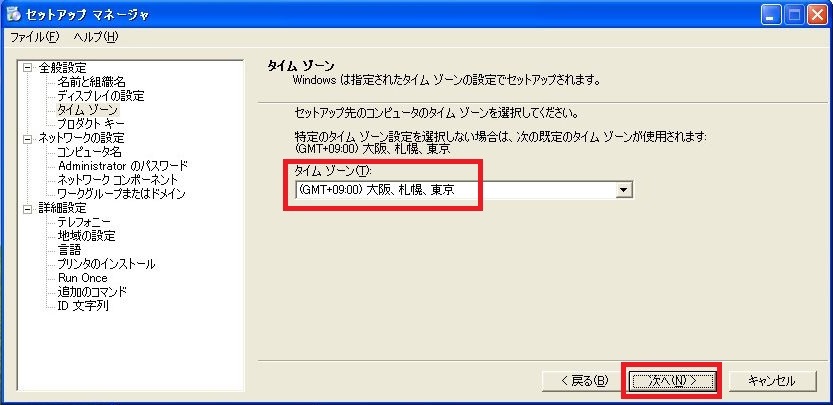 セットアップ マネージャ
ファイル(F) ヘルプ(H)
全般設定
名前と組織名
ディスプレイの設定
タイム ゾーン
プロダクト キー
ネットワークの設定
コンピュータ名
Administrator のパスワード
ネットワーク コンポーネント
ワークグループまたはドメイン
詳細設定
テレフォニー
地域の設定
言語
プリンタのインストール
Run Once
追加のコマンド
ID 文字列
タイム ゾーン
Windows は指定されたタイム ゾーンの設定でセットアップされます。
セットアップ先のコンピュータのタイム ゾーンを選択してください。
特定のタイム ゾーン設定を選択しない場合は、次の既定のタイム ゾーンが使用されます:
(GMT+09:00) 大阪、札幌、東京
タイム ゾーン(T):
(GMT+09:00) 大阪、札幌、東京
< 戻る(B) 次へ(N) > キャンセル